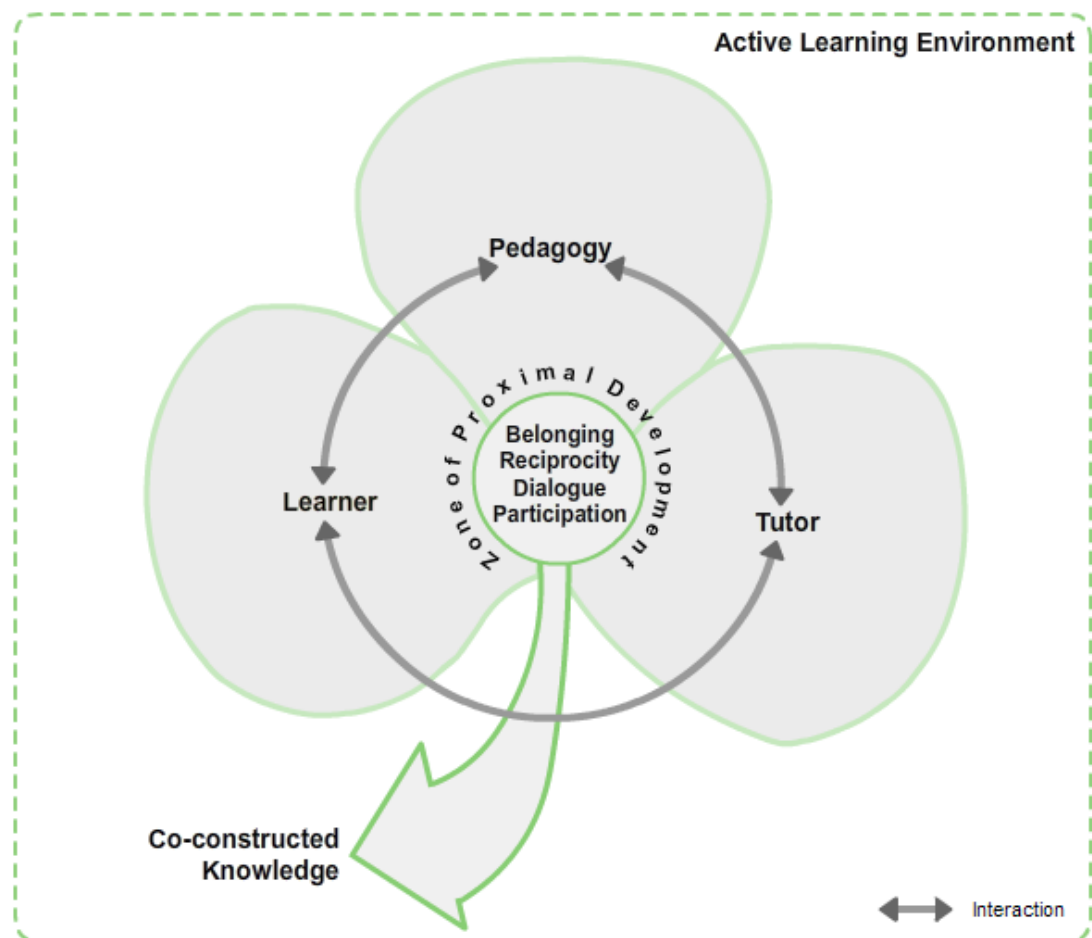 Active Learning Environment
Pedagogy
Zone of Proximal Development
Belonging
Reciprocity
Dialogue
Participation
Learner
Tutor
Co-constructed
Knowledge
Interaction